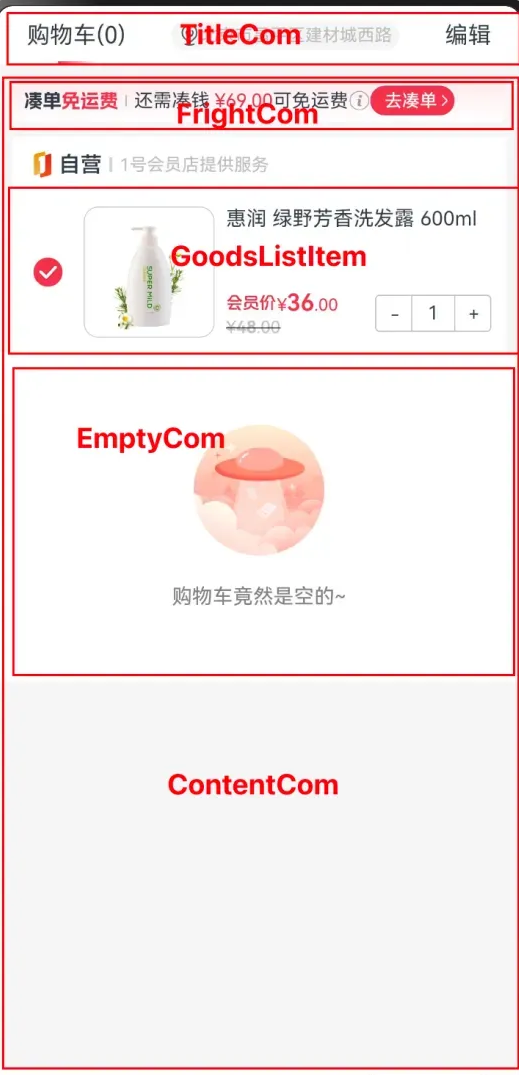 购物车(0)
TitleCom
区建材城西路
编辑
凑单免运费
还需凑钱 ¥69.00可免运费
i
去凑单 >
FrightCom
自营
1号会员店提供服务
惠润 绿野芳香洗发露 600ml
GoodsListItem
SUPER MILD
会员价¥36.00
¥48.00
- 1 +
EmptyCom
购物车竟然是空的~
ContentCom